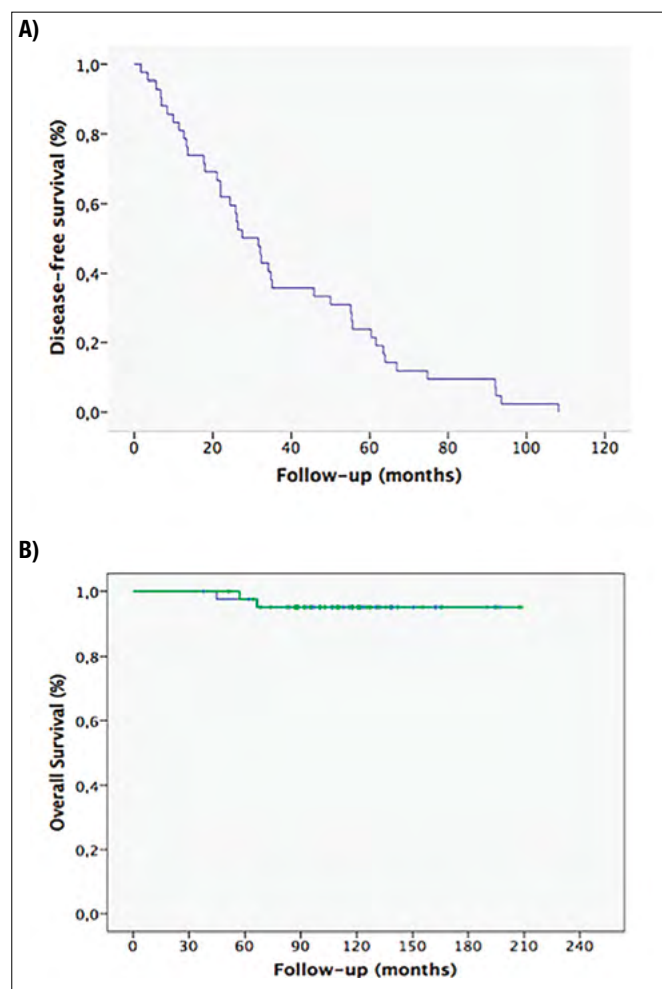 A)
Disease-free survival (%)
1,0
0,8
0,6
0,4
0,2
0,0
0 20 40 60 80 100 120
Follow-up (months)
B)
Overall Survival (%)
1,0
0,8
0,6
0,4
0,2
0,0
0 30 60 90 120 150 180 210 240
Follow-up (months)